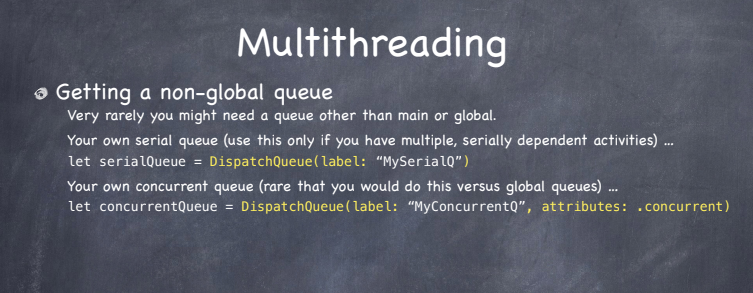 Multithreading
Getting a non-global queue
Very rarely you might need a queue other than main or global.
Your own serial queue (use this only if you have multiple, serially dependent activities) ...
let serialQueue = DispatchQueue(label: “MySerialQ”)
Your own concurrent queue (rare that you would do this versus global queues) ...
let concurrentQueue = DispatchQueue(label: “MyConcurrentQ”, attributes: .concurrent)